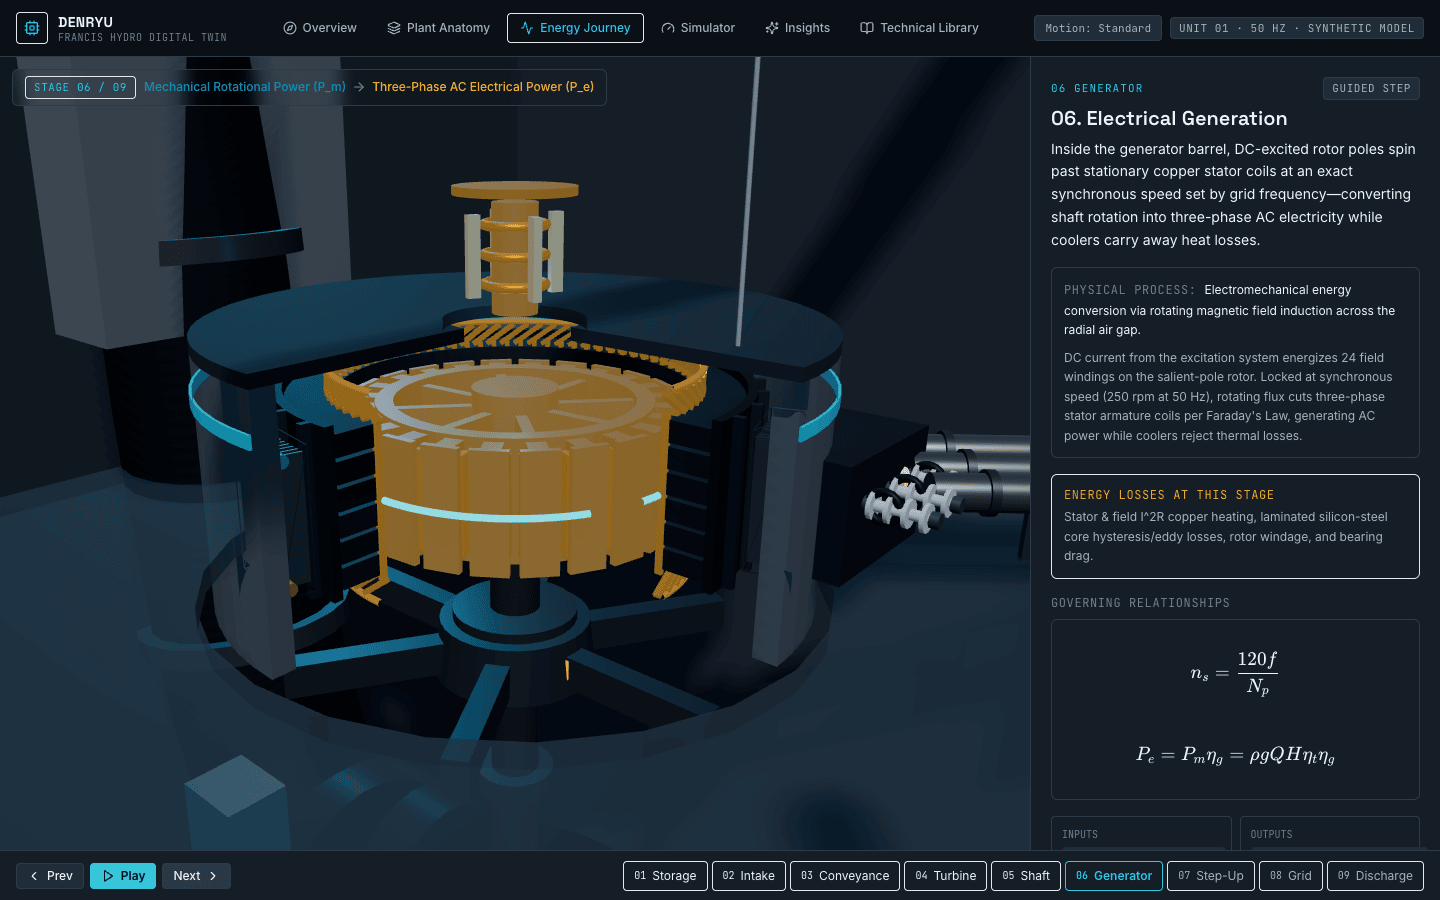 DENRYU
FRANCIS HYDRO DIGITAL TWIN
Overview
Plant Anatomy
Energy Journey
Simulator
Insights
Technical Library
Motion: Standard
UNIT 01 · 50 HZ · SYNTHETIC MODEL
STAGE 06 / 09
Mechanical Rotational Power (P_m) → Three-Phase AC Electrical Power (P_e)
06 GENERATOR
GUIDED STEP
06. Electrical Generation
Inside the generator barrel, DC-excited rotor poles spin
past stationary copper stator coils at an exact
synchronous speed set by grid frequency—converting
shaft rotation into three-phase AC electricity while
coolers carry away heat losses.
PHYSICAL PROCESS: Electromechanical energy
conversion via rotating magnetic field induction across the
radial air gap.
DC current from the excitation system energizes 24 field
windings on the salient-pole rotor. Locked at synchronous
speed (250 rpm at 50 Hz), rotating flux cuts three-phase
stator armature coils per Faraday's Law, generating AC
power while coolers reject thermal losses.
ENERGY LOSSES AT THIS STAGE
Stator & field I^2R copper heating, laminated silicon-steel
core hysteresis/eddy losses, rotor windage, and bearing
drag.
GOVERNING RELATIONSHIPS
n_s = 120f / N_p
P_e = P_m η_g = ρgQHη_t η_g
INPUTS
OUTPUTS
Prev
Play
Next
01 Storage
02 Intake
03 Conveyance
04 Turbine
05 Shaft
06 Generator
07 Step-Up
08 Grid
09 Discharge